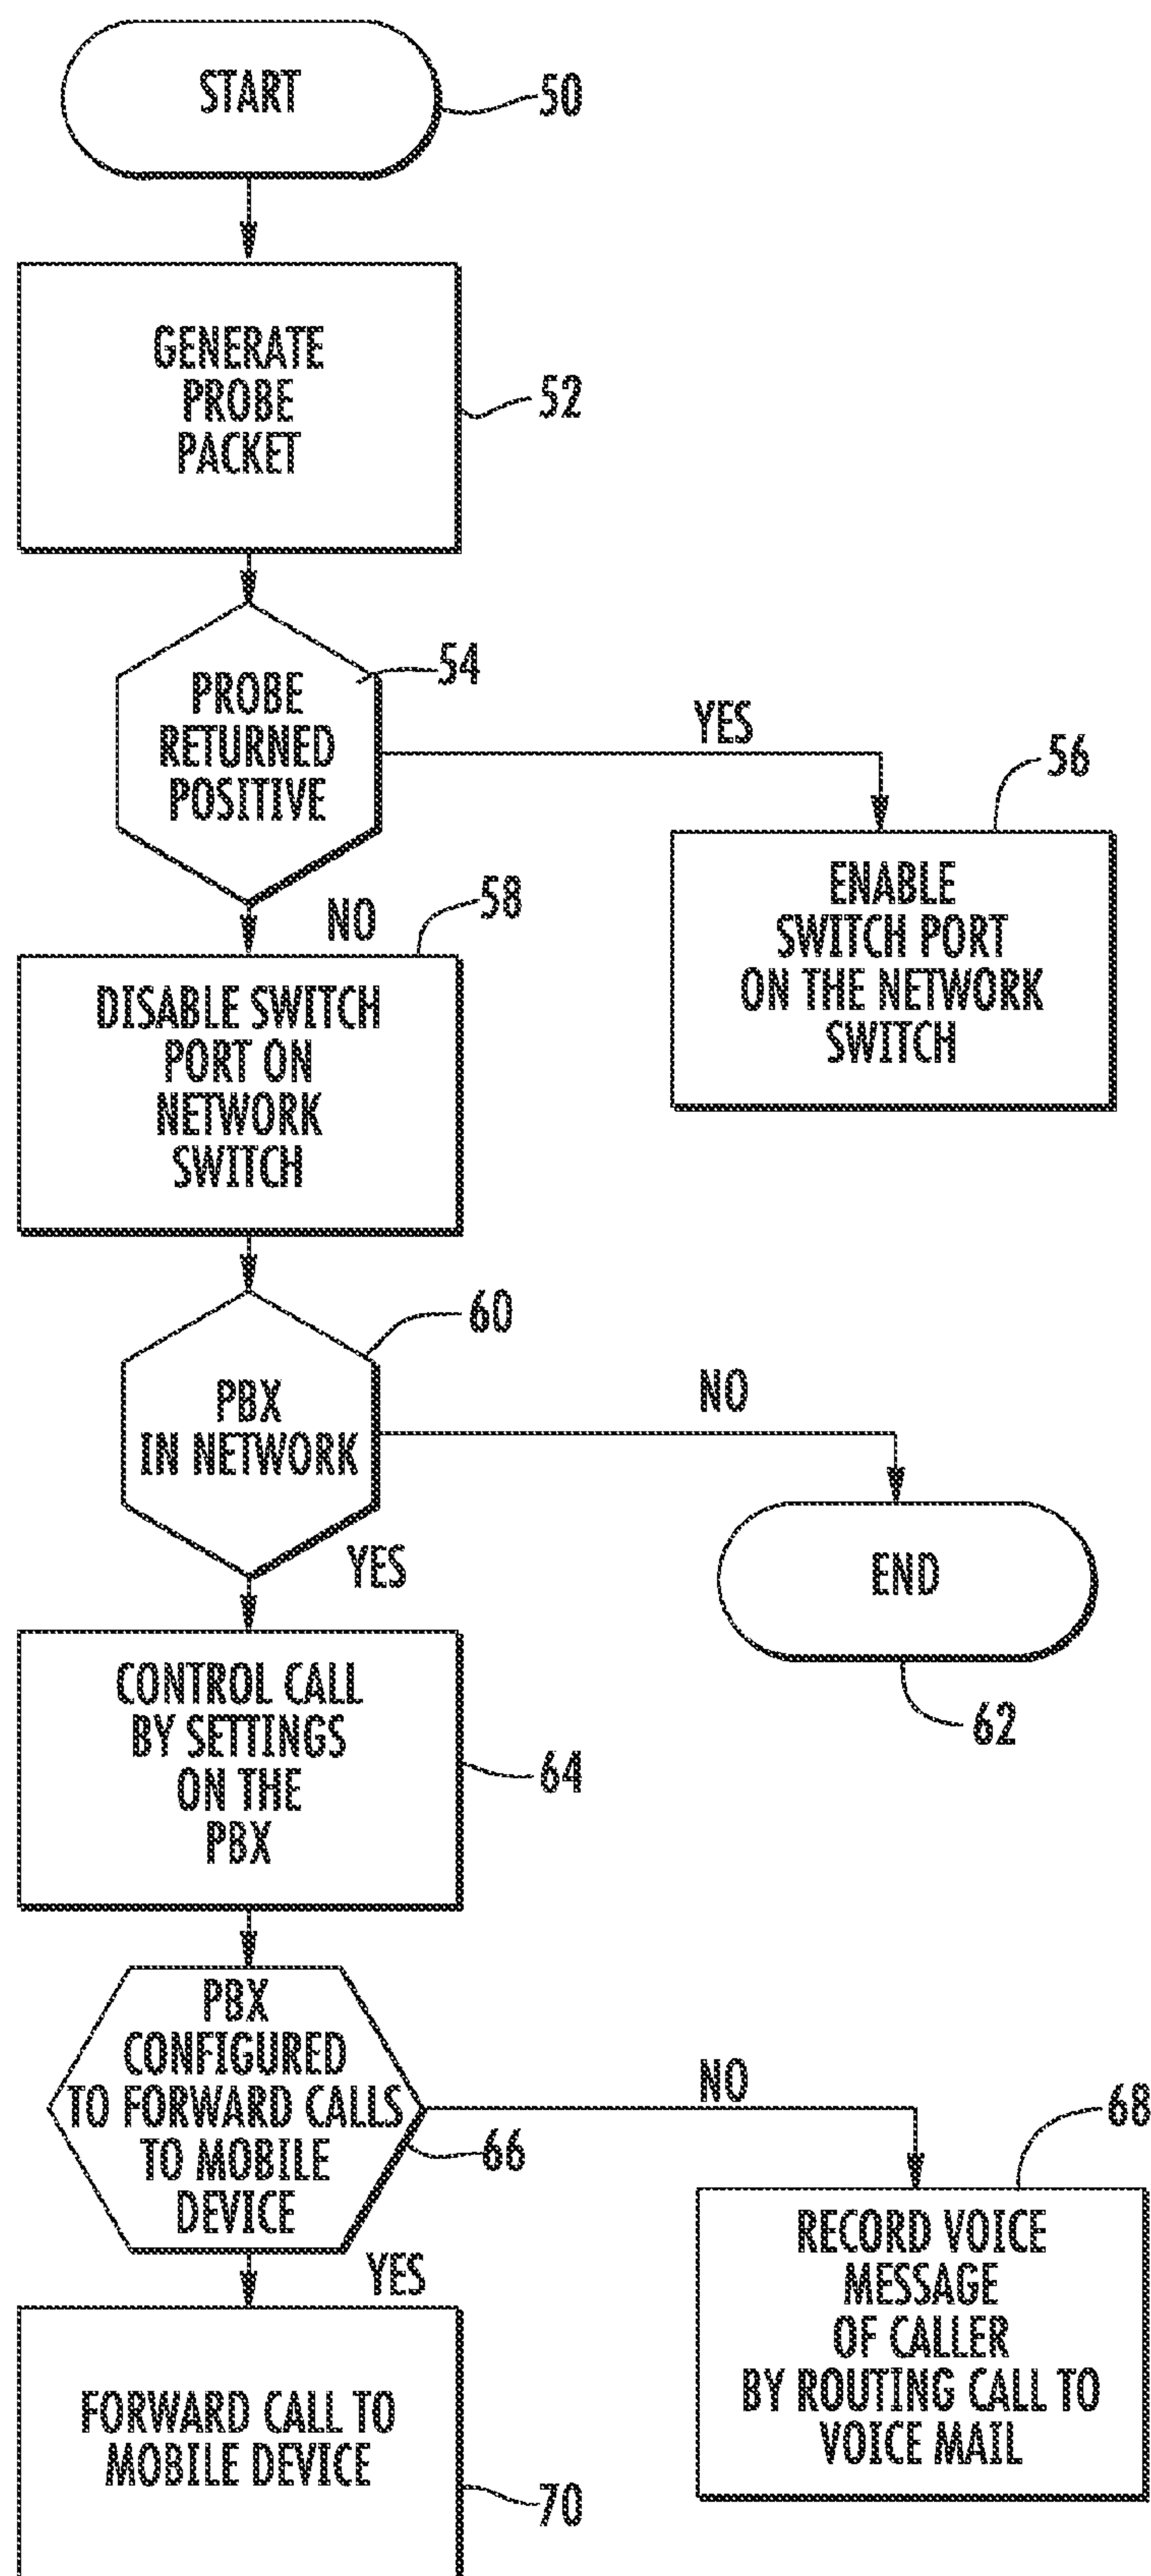 START
50
GENERATE
PROBE
PACKET
52
54
PROBE
RETURNED
POSITIVE
YES
56
ENABLE
SWITCH PORT
ON THE NETWORK
SWITCH
NO
58
DISABLE SWITCH
PORT ON
NETWORK
SWITCH
60
PBX
IN NETWORK
NO
YES
END
62
CONTROL CALL
BY SETTINGS
ON THE
PBX
64
PBX
CONFIGURED
TO FORWARD CALLS
TO MOBILE
DEVICE
66
NO
68
YES
RECORD VOICE
MESSAGE
OF CALLER
BY ROUTING CALL TO
VOICE MAIL
FORWARD CALL TO
MOBILE DEVICE
70